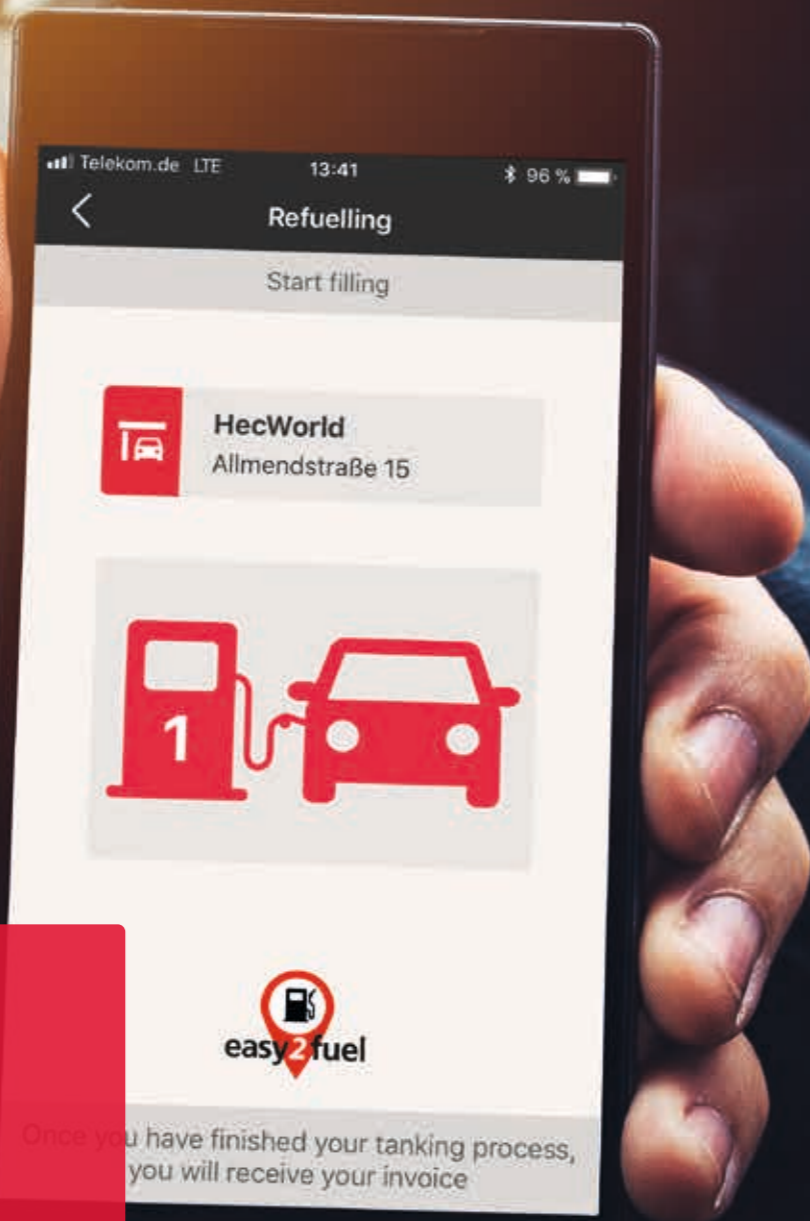 Telekom.de LTE 13:41 96 %
Refuelling
Start filling
HecWorld
Allmendstraße 15
1
easy2fuel
Once you have finished your tanking process,
you will receive your invoice